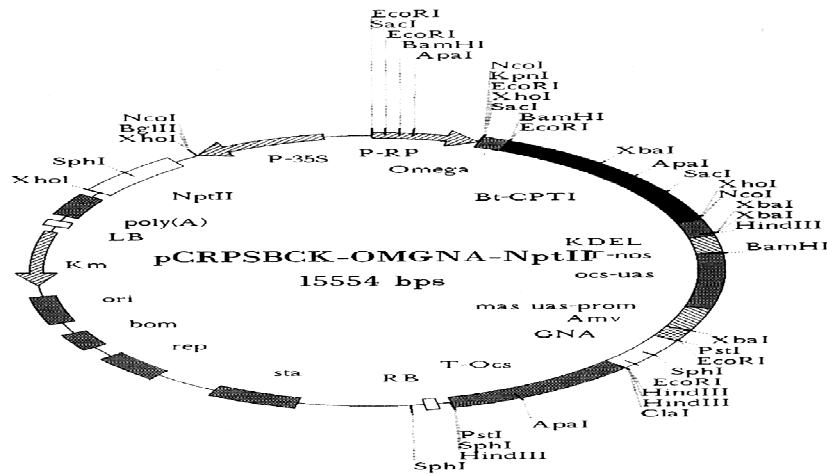 EcoRI
SacI
EcoRI
BamHI
ApaI
NcoI
KpnI
EcoRI
XhoI
SacI
BamHI
EcoRI
XbaI
ApaI
SacI
XhoI
NcoI
XbaI
XbaI
HindIII
BamHI
NcoI
BglII
XhoI
SphI
XhoI
P-35S
P-RP
Omega
NptII
Bt-CPTI
poly(A)
LB
KDEL
pCRPSBCK-OMGNA-NptII
T-nos
Km
15554 bps
ocs-uas
ori
mas uas-prom
bom
Amv
rep
GNA
sta
RB
T-Ocs
XbaI
PstI
EcoRI
SphI
EcoRI
HindIII
HindIII
ClaI
ApaI
PstI
SphI
HindIII
SphI